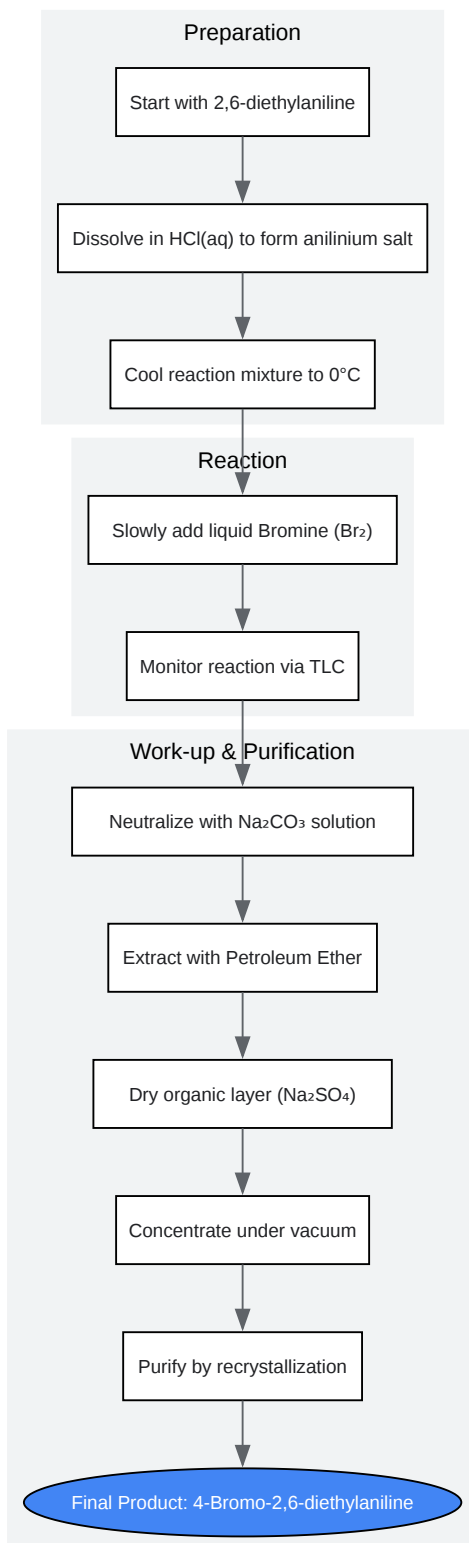 Preparation
Start with 2,6-diethylaniline
Dissolve in HCl(aq) to form anilinium salt
Cool reaction mixture to 0°C
Reaction
Slowly add liquid Bromine (Br₂)
Monitor reaction via TLC
Work-up & Purification
Neutralize with Na₂CO₃ solution
Extract with Petroleum Ether
Dry organic layer (Na₂SO₄)
Concentrate under vacuum
Purify by recrystallization
Final Product: 4-Bromo-2,6-diethylaniline